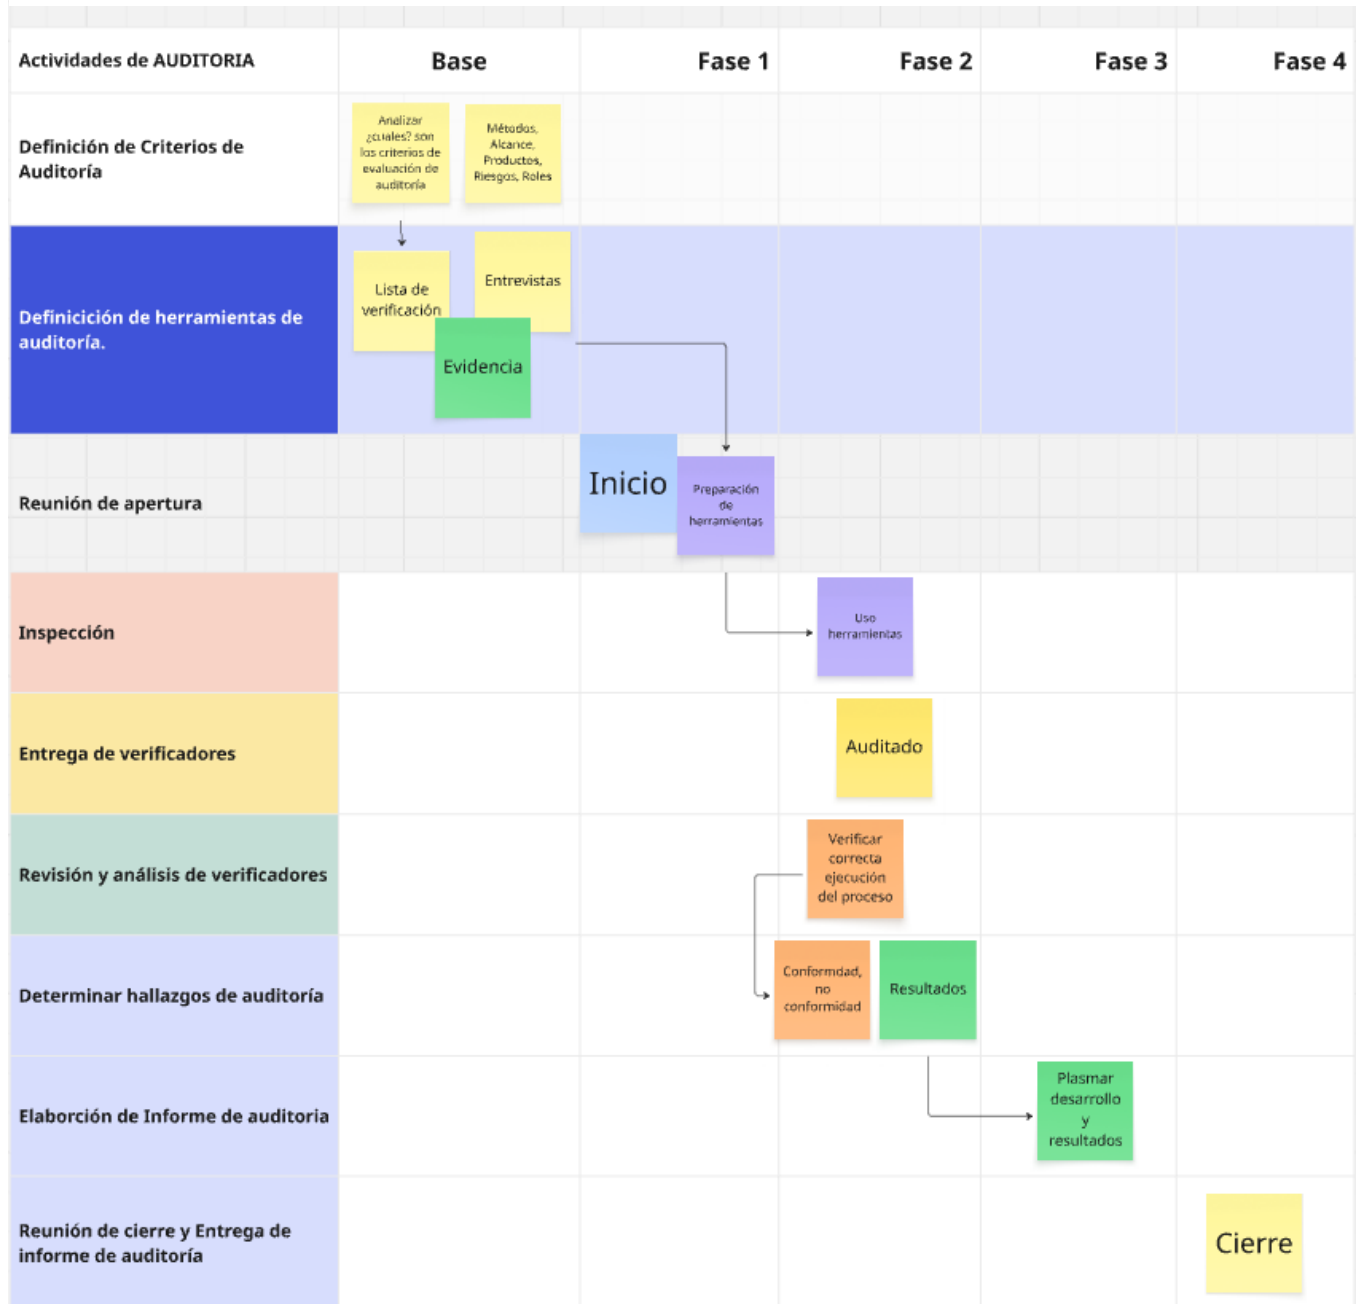 Actividades de AUDITORIA
Base
Fase 1
Fase 2
Fase 3
Fase 4
Definición de Criterios de
Auditoría
Analizar
¿cuales? son
los criterios de
evaluación de
auditoría
Métodos,
Alcance,
Productos,
Riesgos, Roles
Definicición de herramientas de
auditoría.
Lista de
verificación
Entrevistas
Evidencia
Reunión de apertura
Inicio
Preparación
de
herramientas
Inspección
Uso
herramientas
Entrega de verificadores
Auditado
Revisión y análisis de verificadores
Verificar
correcta
ejecución
del proceso
Determinar hallazgos de auditoría
Conformdad,
no
conformidad
Resultados
Elaborción de Informe de auditoria
Plasmar
desarrollo
y
resultados
Reunión de cierre y Entrega de
informe de auditoría
Cierre